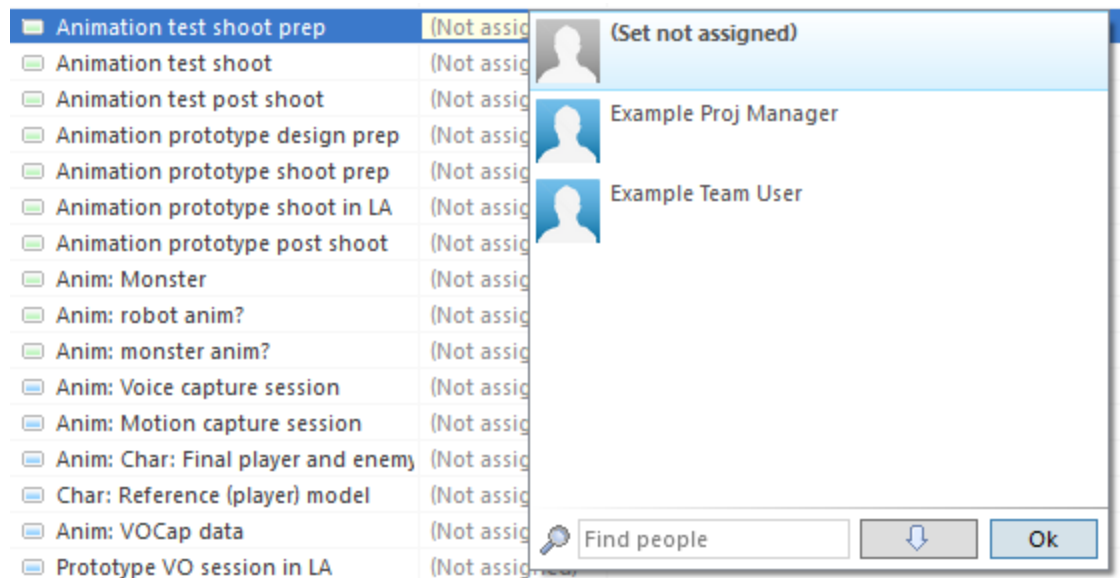 Animation test shoot prep (Not assig
Animation test shoot (Not assig
Animation test post shoot (Not assig
Animation prototype design prep (Not assig
Animation prototype shoot prep (Not assig
Animation prototype shoot in LA (Not assig
Animation prototype post shoot (Not assig
Anim: Monster (Not assig
Anim: robot anim? (Not assig
Anim: monster anim? (Not assig
Anim: Voice capture session (Not assig
Anim: Motion capture session (Not assig
Anim: Char: Final player and enemy (Not assig
Char: Reference (player) model (Not assig
Anim: VOCap data (Not assig
Prototype VO session in LA (Not assigned)
(Set not assigned)
Example Proj Manager
Example Team User
Find people
Ok